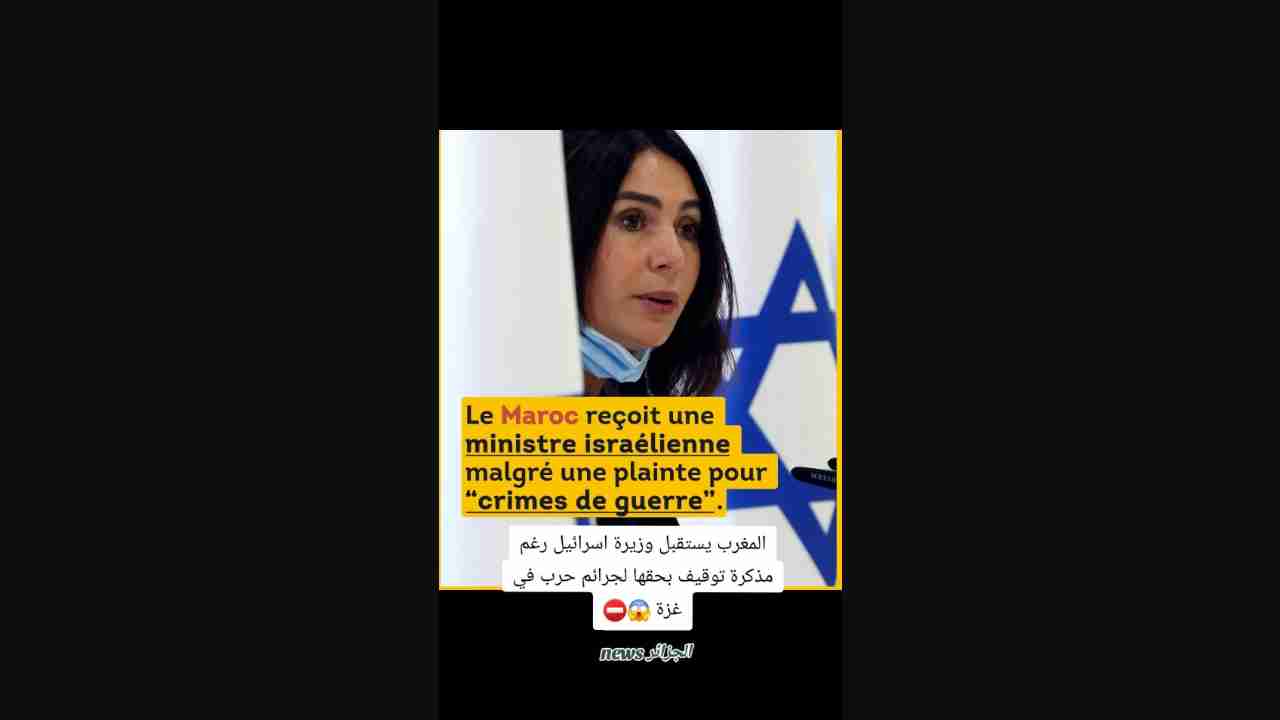 Le Maroc reçoit une
ministre israélienne
malgré une plainte pour
“crimes de guerre”.
المغرب يستقبل وزيرة اسرائيل رغم
مذكرة توقيف بحقها لجرائم حرب في
غزة 😱⛔
الجزائر news